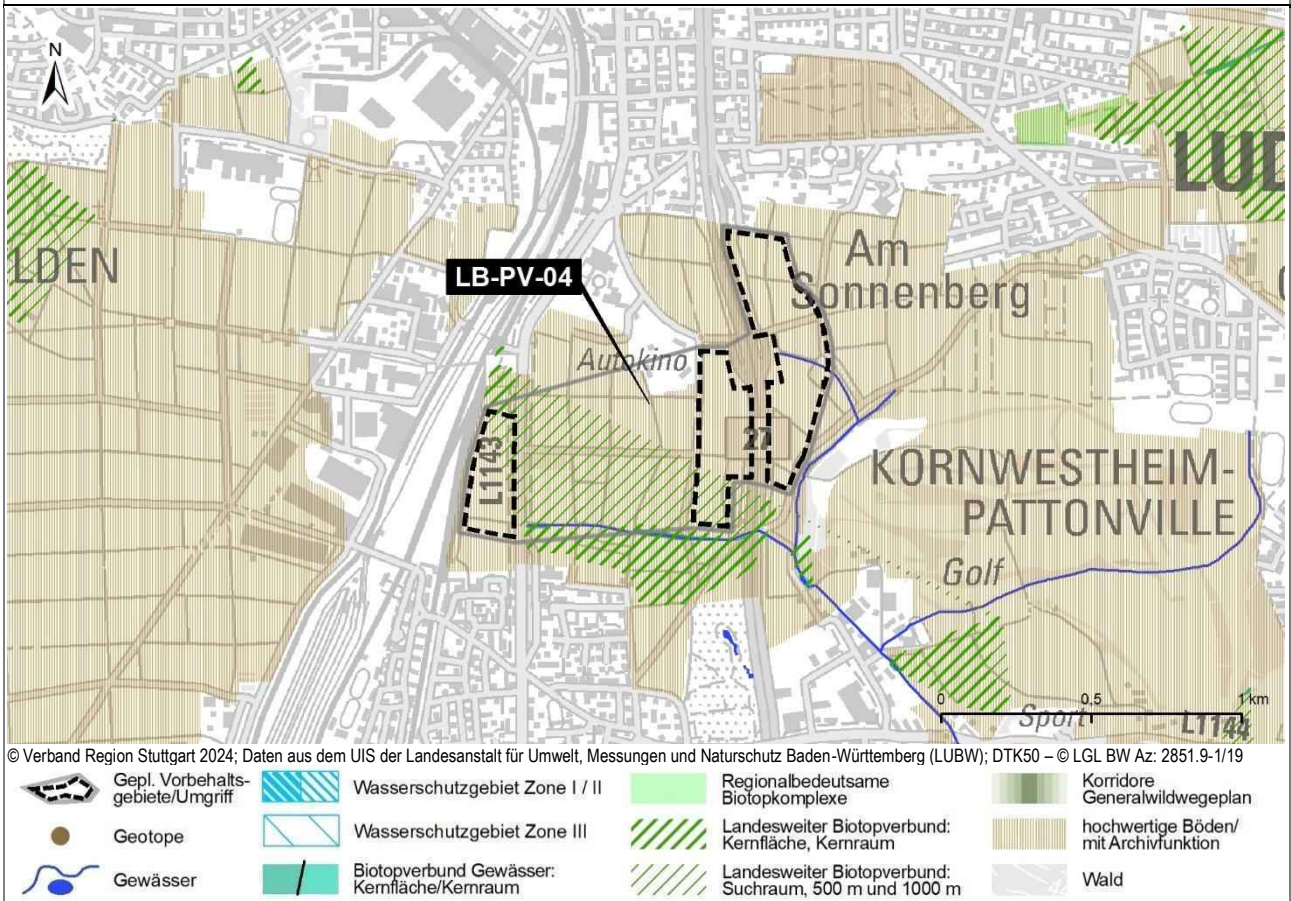 N
LUD
LDEN
Am
Sonnenberg
LB-PV-04
Autokino
L1143
27
KORNWESTHEIM-
PATTONVILLE
Golf
0 0,5 1 km
Sport
L1144
© Verband Region Stuttgart 2024; Daten aus dem UIS der Landesanstalt für Umwelt, Messungen und Naturschutz Baden-Württemberg (LUBW); DTK50 – © LGL BW Az: 2851.9-1/19
Gepl. Vorbehalts-
gebiete/Umgriff
Geotope
Gewässer
Wasserschutzgebiet Zone I / II
Wasserschutzgebiet Zone III
Biotopverbund Gewässer:
Kernfläche/Kernraum
Regionalbedeutsame
Biotopkomplexe
Landesweiter Biotopverbund:
Kernfläche, Kernraum
Landesweiter Biotopverbund:
Suchraum, 500 m und 1000 m
Korridore
Generalwildwegeplan
hochwertige Böden/
mit Archivfunktion
Wald